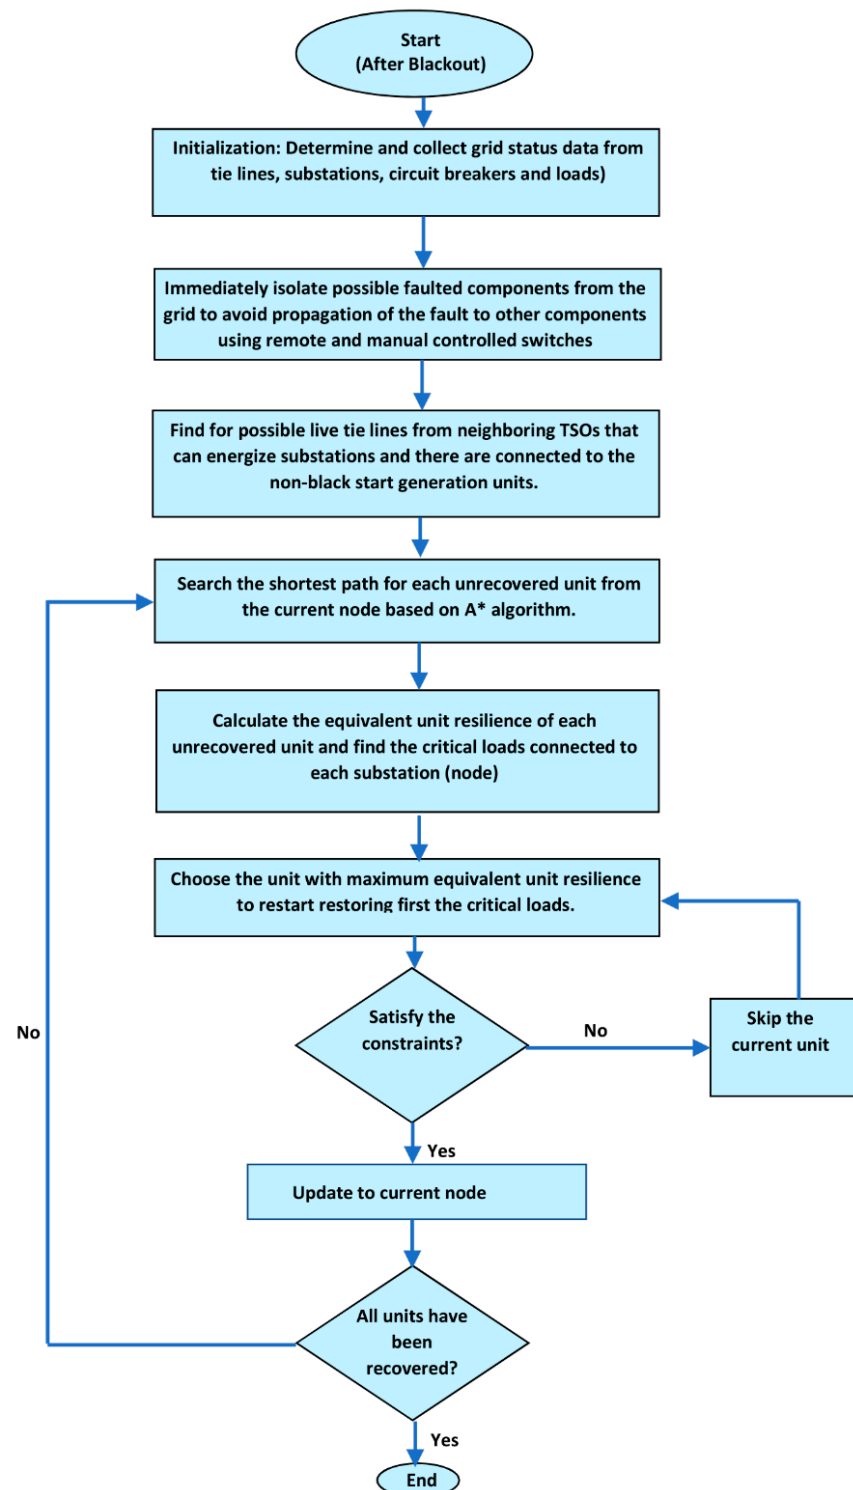 Start
(After Blackout)
Initialization: Determine and collect grid status data from
tie lines, substations, circuit breakers and loads)
Immediately isolate possible faulted components from the
grid to avoid propagation of the fault to other components
using remote and manual controlled switches
Find for possible live tie lines from neighboring TSOs that
can energize substations and there are connected to the
non-black start generation units.
Search the shortest path for each unrecovered unit from
the current node based on A* algorithm.
Calculate the equivalent unit resilience of each
unrecovered unit and find the critical loads connected to
each substation (node)
Choose the unit with maximum equivalent unit resilience
to restart restoring first the critical loads.
Satisfy the
constraints?
No
Skip the
current unit
No
Yes
Update to current node
All units have
been
recovered?
Yes
End